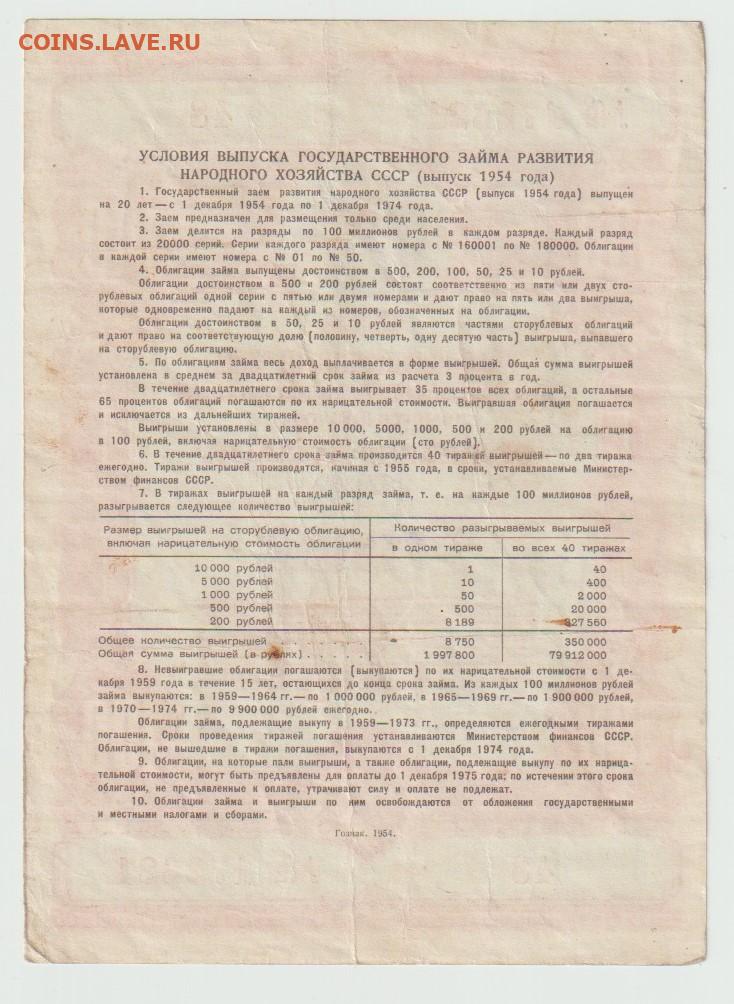 COINS.LAVE.RU
УСЛОВИЯ ВЫПУСКА ГОСУДАРСТВЕННОГО ЗАЙМА РАЗВИТИЯ
НАРОДНОГО ХОЗЯЙСТВА СССР (выпуск 1954 года)
1. Государственный заем развития народного хозяйства СССР (выпуск 1954 года) выпущен
на 20 лет — с 1 декабря 1954 года по 1 декабря 1974 года.
2. Заем предназначен для размещения только среди населения.
3. Заем делится на разряды по 100 миллионов рублей в каждом разряде. Каждый разряд
состоит из 20000 серий. Серии каждого разряда имеют номера с № 160001 по № 180000. Облигации
в каждой серии имеют номера с № 01 по № 50.
4. Облигации займа выпущены достоинством в 500, 200, 100, 50, 25 и 10 рублей.
Облигации достоинством в 500 и 200 рублей состоят соответственно из пяти или двух сто-
рублевых облигаций одной серии с пятью или двумя номерами и дают право на пять или два выигрыша,
которые одновременно падают на каждый из номеров, обозначенных на облигации.
Облигации достоинством в 50, 25 и 10 рублей являются частями сторублевых облигаций
и дают право на соответствующую долю (половину, четверть, одну десятую часть) выигрыша, выпавшего
на сторублевую облигацию.
5. По облигациям займа весь доход выплачивается в форме выигрышей. Общая сумма выигрышей
установлена в среднем за двадцатилетний срок займа из расчета 3 процента в год.
В течение двадцатилетнего срока займа выигрывает 35 процентов всех облигаций, а остальные
65 процентов облигаций погашаются по их нарицательной стоимости. Выигравшая облигация погашается
и исключается из дальнейших тиражей.
Выигрыши установлены в размере 10 000, 5000, 1000, 500 и 200 рублей на облигацию
в 100 рублей, включая нарицательную стоимость облигации (сто рублей).
6. В течение двадцатилетнего срока займа производится 40 тиражей выигрышей — по два тиража
ежегодно. Тиражи выигрышей производятся, начиная с 1955 года, в сроки, устанавливаемые Министер-
ством финансов СССР.
7. В тиражах выигрышей на каждый разряд займа, т. е. на каждые 100 миллионов рублей,
разыгрывается следующее количество выигрышей:
Размер выигрышей на сторублевую облигацию, Количество разыгрываемых выигрышей
включая нарицательную стоимость облигации в одном тираже во всех 40 тиражах
10 000 рублей 1 40
5 000 рублей 10 400
1 000 рублей 50 2 000
500 рублей 500 20 000
200 рублей 8 189 327 560
Общее количество выигрышей . . . . . . . . . 8 750 350 000
Общая сумма выигрышей (в рублях) . . . . . 1 997 800 79 912 000
8. Невыигравшие облигации погашаются (выкупаются) по их нарицательной стоимости с 1 де-
кабря 1959 года в течение 15 лет, остающихся до конца срока займа. Из каждых 100 миллионов рублей
займа выкупаются: в 1959—1964 гг.— по 1 000 000 рублей, в 1965—1969 гг.— по 1 900 000 рублей,
в 1970—1974 гг.— по 9 900 000 рублей ежегодно.
Облигации займа, подлежащие выкупу в 1959—1973 гг., определяются ежегодными тиражами
погашения. Сроки проведения тиражей погашения устанавливаются Министерством финансов СССР.
Облигации, не вышедшие в тиражи погашения, выкупаются с 1 декабря 1974 года.
9. Облигации, на которые пали выигрыши, а также облигации, подлежащие выкупу по их нарица-
тельной стоимости, могут быть предъявлены для оплаты до 1 декабря 1975 года; по истечении этого срока
облигации, не предъявленные к оплате, утрачивают силу и оплате не подлежат.
10. Облигации займа и выигрыши по ним освобождаются от обложения государственными
и местными налогами и сборами.
Гознак. 1954.